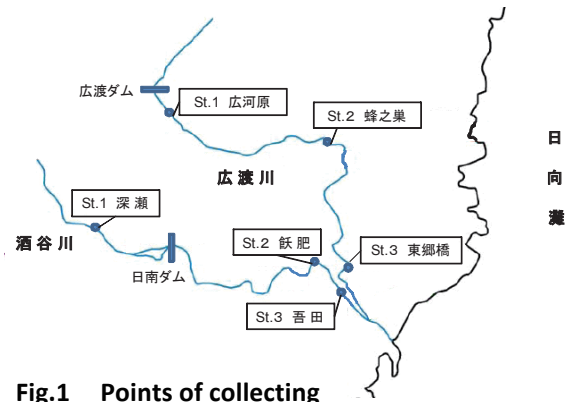 広渡ダム
St.1 広河原
St.2 蜂之巣
日向灘
広渡川
St.1 深瀬
酒谷川
St.2 飫肥
St.3 東郷橋
日南ダム
St.3 吾田
Fig.1 Points of collecting